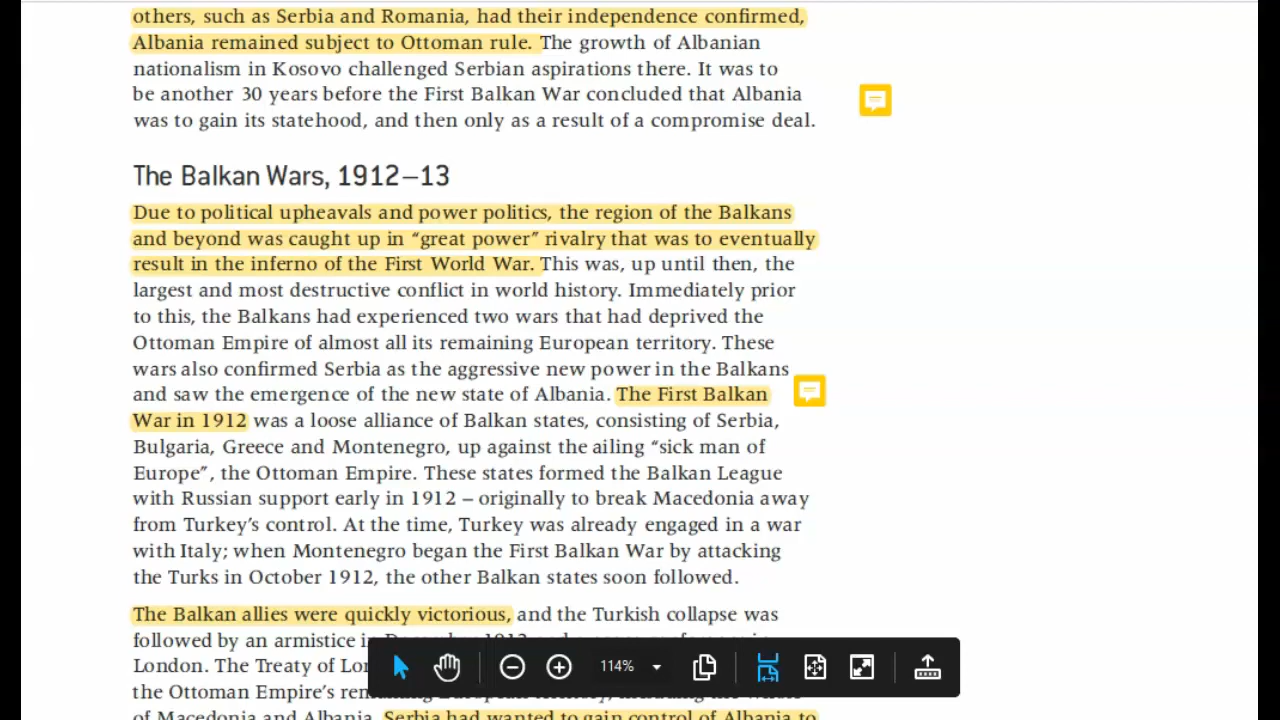 others, such as Serbia and Romania, had their independence confirmed,
Albania remained subject to Ottoman rule. The growth of Albanian
nationalism in Kosovo challenged Serbian aspirations there. It was to
be another 30 years before the First Balkan War concluded that Albania
was to gain its statehood, and then only as a result of a compromise deal.
The Balkan Wars, 1912–13
Due to political upheavals and power politics, the region of the Balkans
and beyond was caught up in “great power” rivalry that was to eventually
result in the inferno of the First World War. This was, up until then, the
largest and most destructive conflict in world history. Immediately prior
to this, the Balkans had experienced two wars that had deprived the
Ottoman Empire of almost all its remaining European territory. These
wars also confirmed Serbia as the aggressive new power in the Balkans
and saw the emergence of the new state of Albania. The First Balkan
War in 1912 was a loose alliance of Balkan states, consisting of Serbia,
Bulgaria, Greece and Montenegro, up against the ailing “sick man of
Europe”, the Ottoman Empire. These states formed the Balkan League
with Russian support early in 1912 – originally to break Macedonia away
from Turkey’s control. At the time, Turkey was already engaged in a war
with Italy; when Montenegro began the First Balkan War by attacking
the Turks in October 1912, the other Balkan states soon followed.
The Balkan allies were quickly victorious, and the Turkish collapse was
followed by an armistice
London. The Treaty of
the Ottoman Empire’s
of Macedonia and Albania. Serbia had wanted to gain control of Albania to
114%